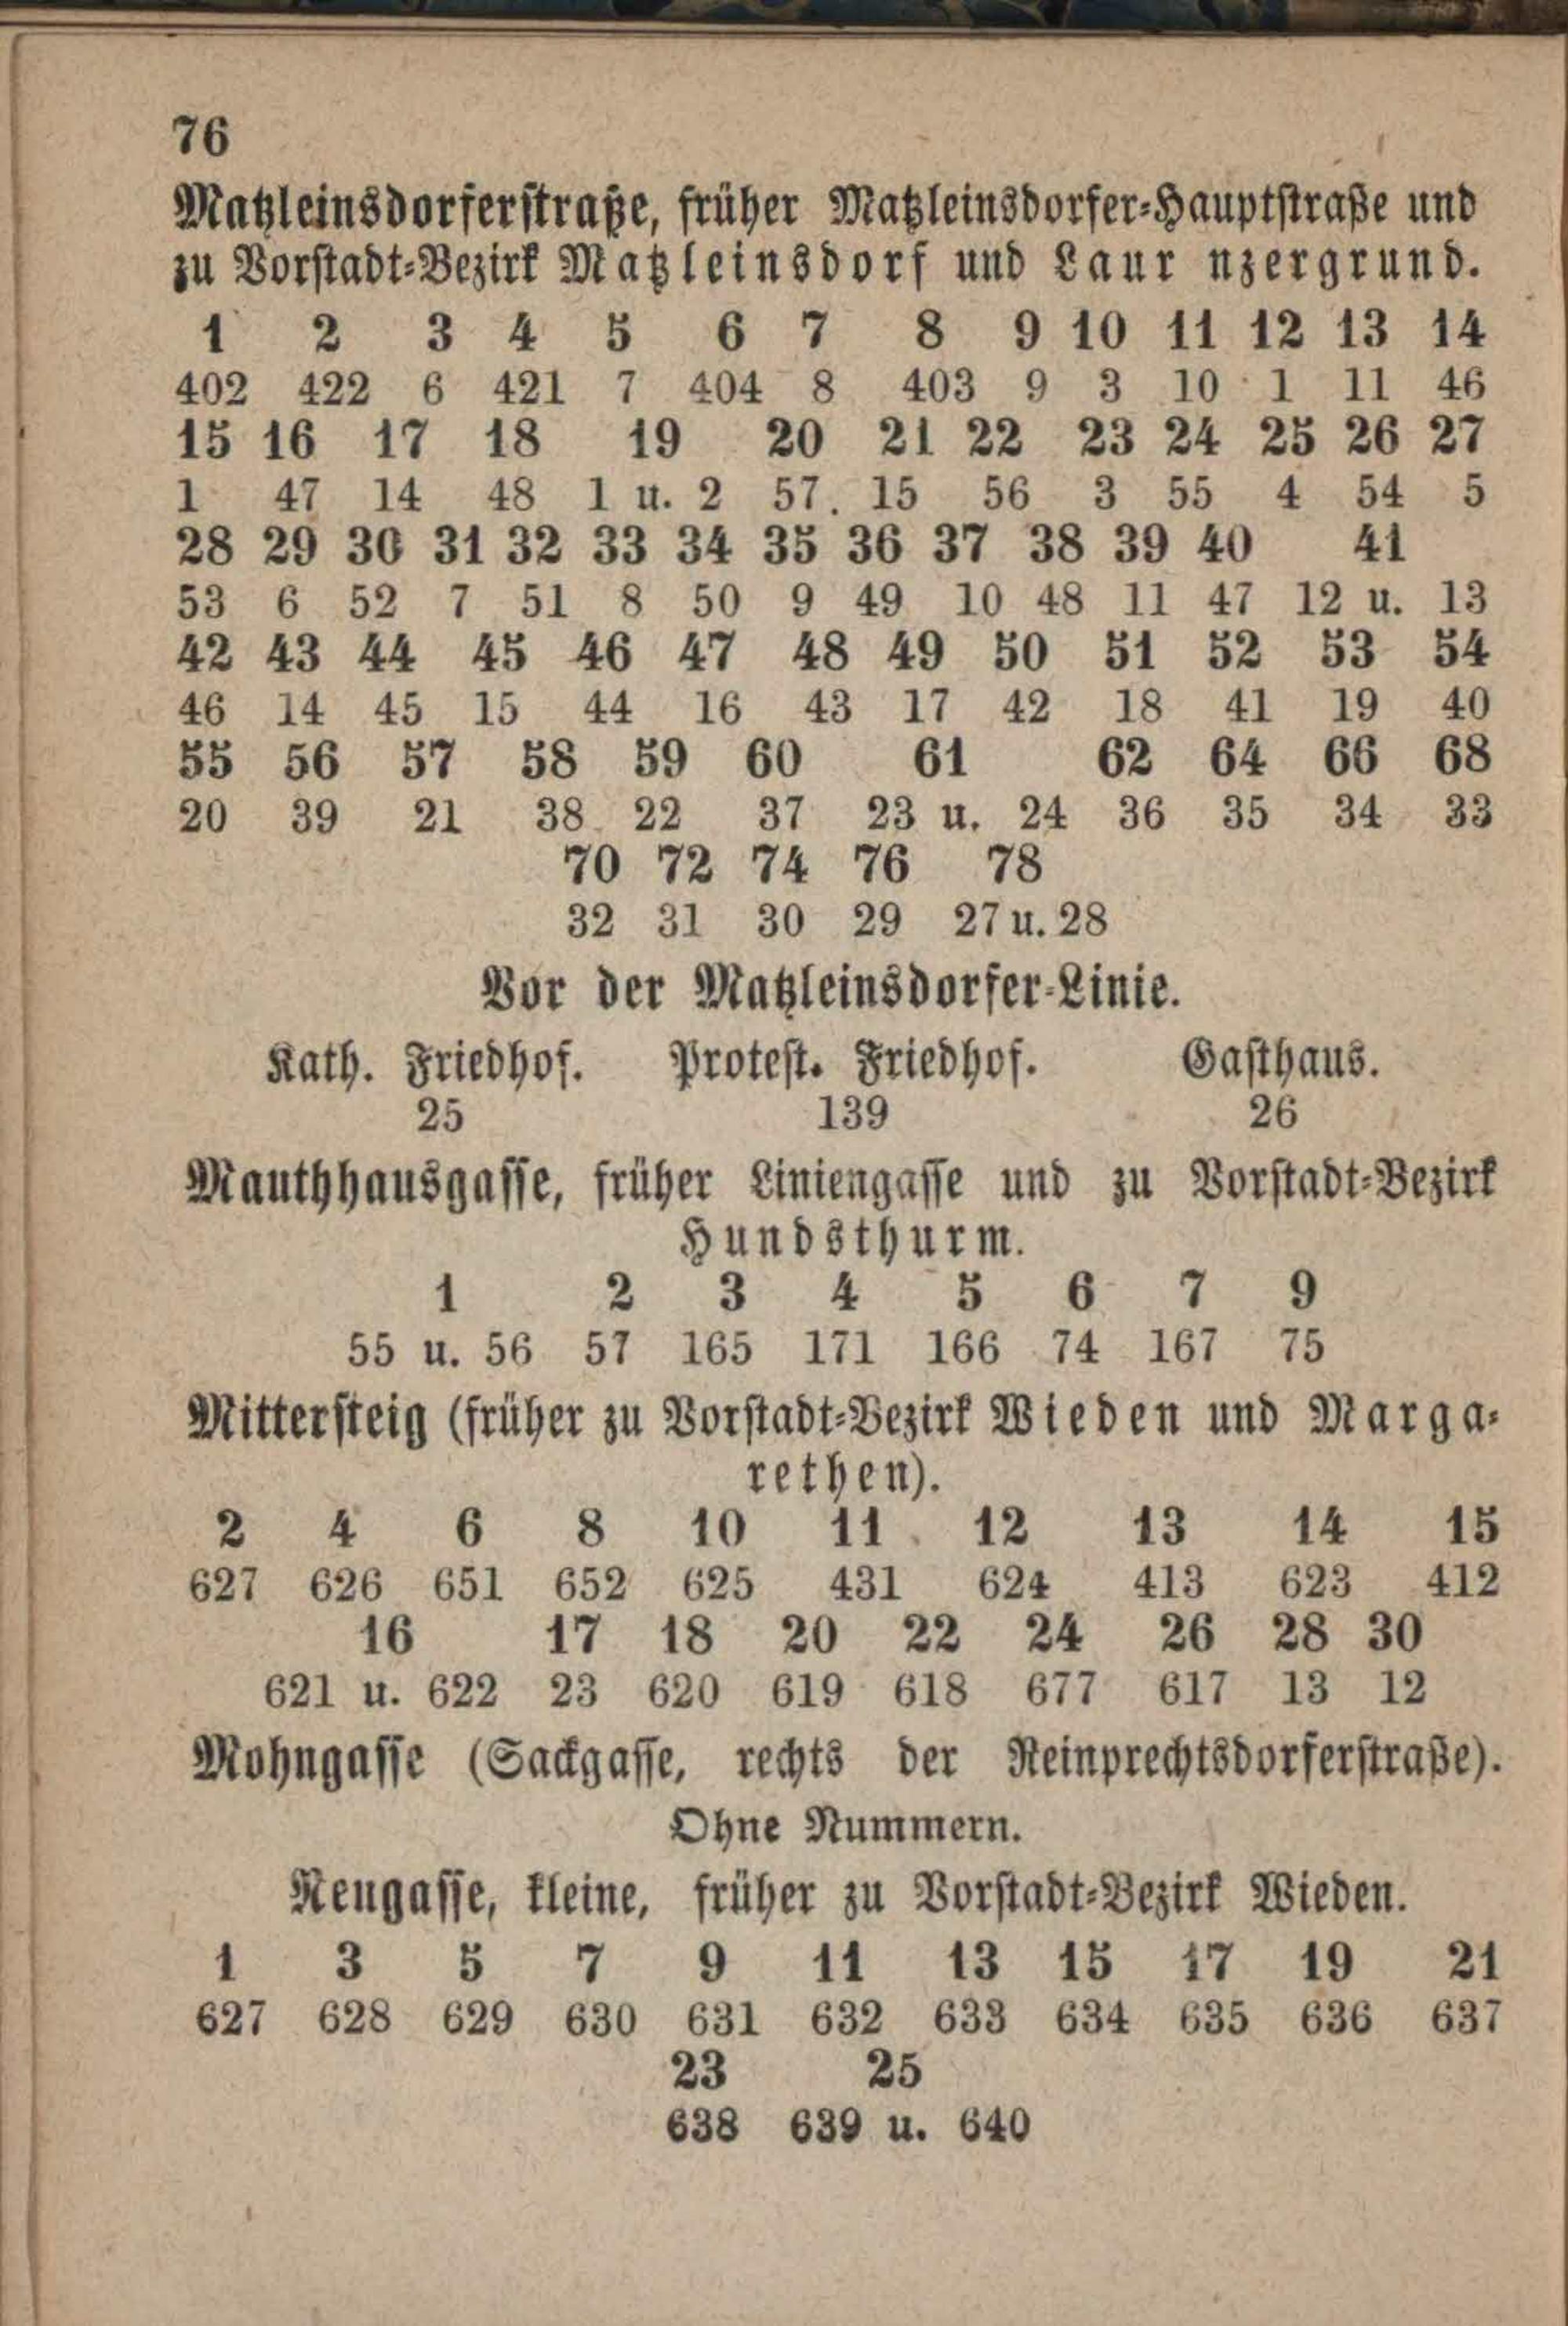 76
Matzleinsdorferstraße, früher Matzleinsdorfer-Hauptstraße und
zu Vorstadt-Bezirk Matzleinsdorf und Laur nzergrund.
1 2 3 4 5 6 7 8 9 10 11 12 13 14
402 422 6 421 7 404 8 403 9 3 10 1 11 46
15 16 17 18 19 20 21 22 23 24 25 26 27
1 47 14 48 1 u. 2 57. 15 56 3 55 4 54 5
28 29 30 31 32 33 34 35 36 37 38 39 40 41
53 6 52 7 51 8 50 9 49 10 48 11 47 12 u. 13
42 43 44 45 46 47 48 49 50 51 52 53 54
46 14 45 15 44 16 43 17 42 18 41 19 40
55 56 57 58 59 60 61 62 64 66 68
20 39 21 38 22 37 23 u. 24 36 35 34 33
70 72 74 76 78
32 31 30 29 27 u. 28
Vor der Matzleinsdorfer-Linie.
Kath. Friedhof. Protest. Friedhof. Gasthaus.
25 139 26
Mauthhausgasse, früher Liniengasse und zu Vorstadt-Bezirk
Hundsthurm.
1 2 3 4 5 6 7 9
55 u. 56 57 165 171 166 74 167 75
Mittersteig (früher zu Vorstadt-Bezirk Wieden und Marga-
rethen).
2 4 6 8 10 11 12 13 14 15
627 626 651 652 625 431 624 413 623 412
16 17 18 20 22 24 26 28 30
621 u. 622 23 620 619 618 677 617 13 12
Mohngasse (Sackgasse, rechts der Reinprechtsdorferstraße).
Ohne Nummern.
Neugasse, kleine, früher zu Vorstadt-Bezirk Wieden.
1 3 5 7 9 11 13 15 17 19 21
627 628 629 630 631 632 633 634 635 636 637
23 25
638 639 u. 640